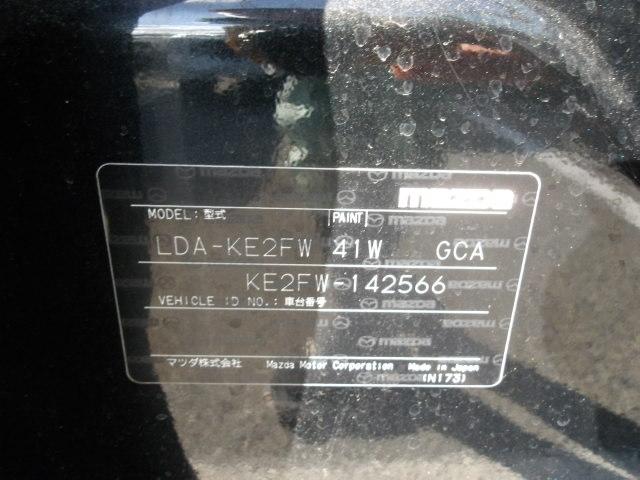 mazda
MODEL: 型式 PAINT
LDA-KE2FW 41W GCA
KE2FW-142566
VEHICLE ID NO.: 車台番号
マツダ株式会社 Mazda Motor Corporation Made in Japan
(N173)